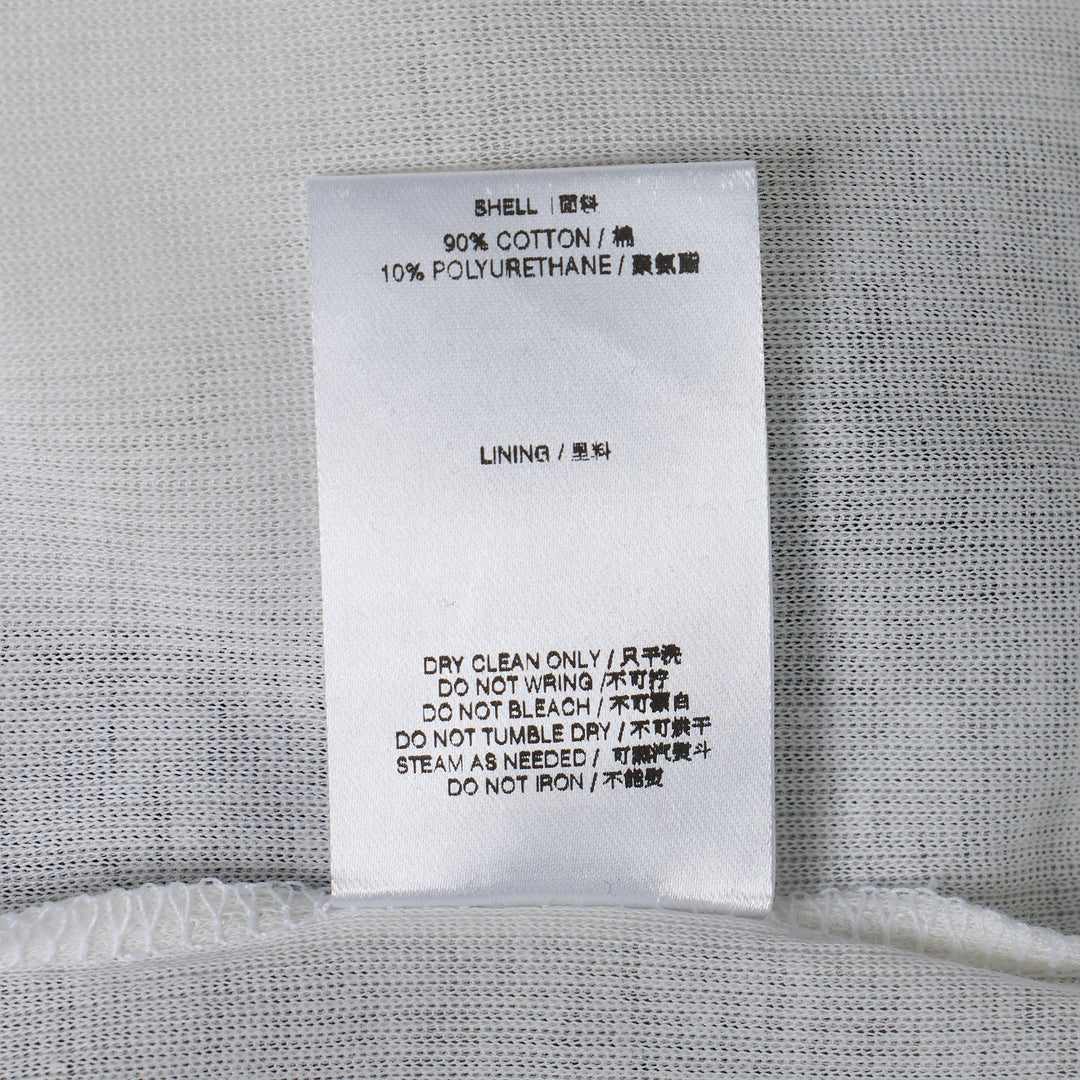 SHELL | 面料
90% COTTON / 棉
10% POLYURETHANE / 聚氨酯
LINING / 里料
DRY CLEAN ONLY / 只干洗
DO NOT WRING /不可拧
DO NOT BLEACH / 不可漂白
DO NOT TUMBLE DRY / 不可烘干
STEAM AS NEEDED / 可蒸汽熨斗
DO NOT IRON / 不能熨